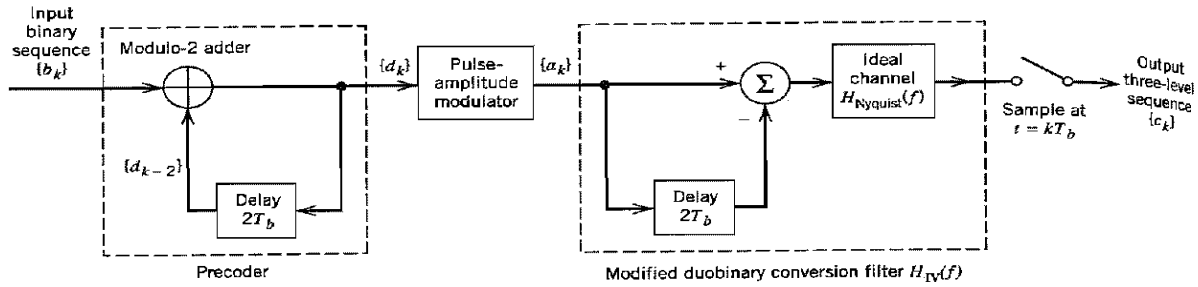 Input
binary
sequence
{b_k}
Modulo-2 adder
{d_k}
Pulse-
amplitude
modulator
{a_k}
+
Σ
−
Ideal
channel
H_Nyquist(f)
Sample at
t = kT_b
Output
three-level
sequence
{c_k}
{d_{k−2}}
Delay
2T_b
Delay
2T_b
Precoder
Modified duobinary conversion filter H_IV(f)